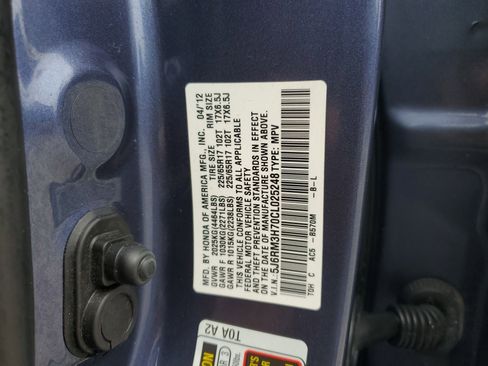 MFD. BY HONDA OF AMERICA MFG., INC. 04/'12
TIRE SIZE RIM SIZE
GVWR 2025KG(4464LBS)
GAWR F 1030KG(2271LBS) 225/65R17 102T 17X6.5J
GAWR R 1015KG(2238LBS) 225/65R17 102T 17X6.5J
THIS VEHICLE CONFORMS TO ALL APPLICABLE
FEDERAL MOTOR VEHICLE SAFETY
AND THEFT PREVENTION STANDARDS IN EFFECT
ON THE DATE OF MANUFACTURE SHOWN ABOVE.
V.I.N.:5J6RM3H70CL025248 TYPE: MPV
TOH C AC5 -B570M -B-L
T0A A2